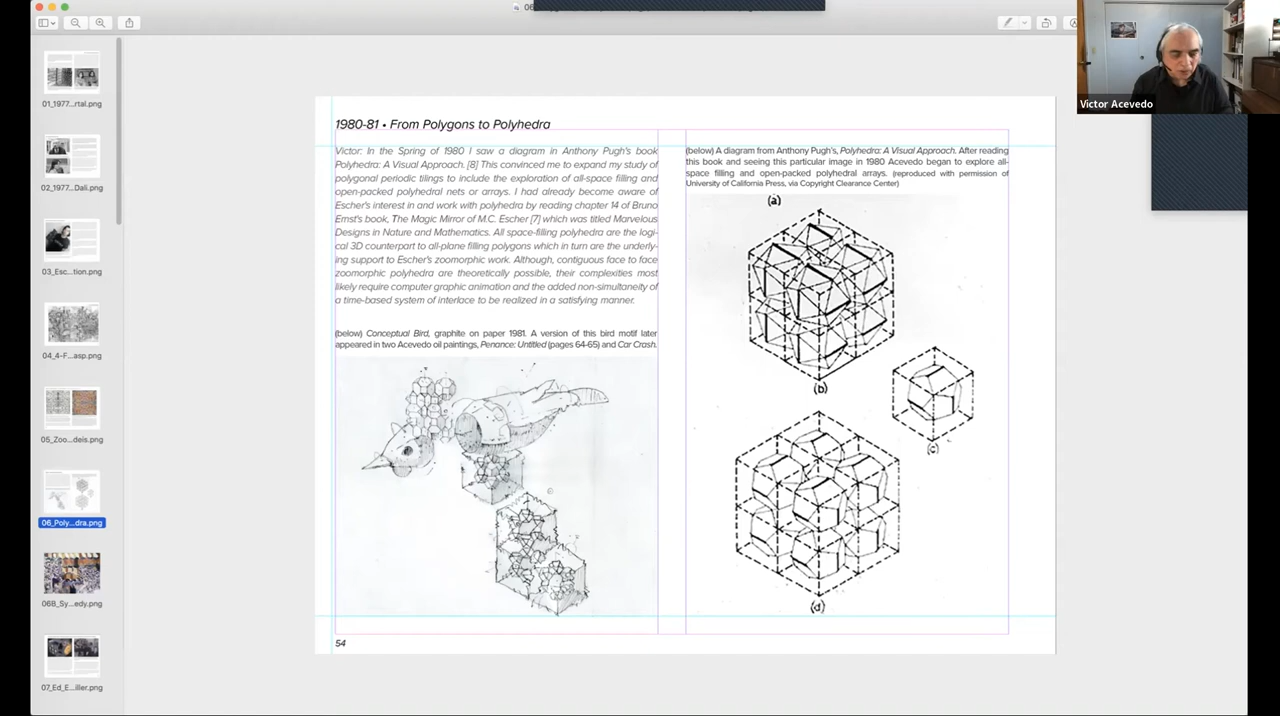 06
01_1977...rtal.png
02_1977...Dali.png
03_Esc...tion.png
04_4-F...asp.png
05_Zoo...deis.png
06_Poly...dra.png
06B_Sy...edy.png
07_Ed_E...iller.png
1980-81 • From Polygons to Polyhedra
Victor: In the Spring of 1980 I saw a diagram in Anthony Pugh's book
Polyhedra: A Visual Approach. [8] This convinced me to expand my study of
polygonal periodic tilings to include the exploration of all-space filling and
open-packed polyhedral nets or arrays. I had already become aware of
Escher's interest in and work with polyhedra by reading chapter 14 of Bruno
Ernst's book, The Magic Mirror of M.C. Escher [7] which was titled Marvelous
Designs in Nature and Mathematics. All space-filling polyhedra are the logi-
cal 3D counterpart to all-plane filling polygons which in turn are the underly-
ing support to Escher's zoomorphic work. Although, contiguous face to face
zoomorphic polyhedra are theoretically possible, their complexities most
likely require computer graphic animation and the added non-simultaneity of
a time-based system of interlace to be realized in a satisfying manner.
(below) Conceptual Bird, graphite on paper 1981. A version of this bird motif later
appeared in two Acevedo oil paintings, Penance: Untitled (pages 64-65) and Car Crash.
54
(below) A diagram from Anthony Pugh's, Polyhedra: A Visual Approach. After reading
this book and seeing this particular image in 1980 Acevedo began to explore all-
space filling and open-packed polyhedral arrays. (reproduced with permission of
University of California Press, via Copyright Clearance Center)
(a)
(b)
(c)
(d)
Victor Acevedo